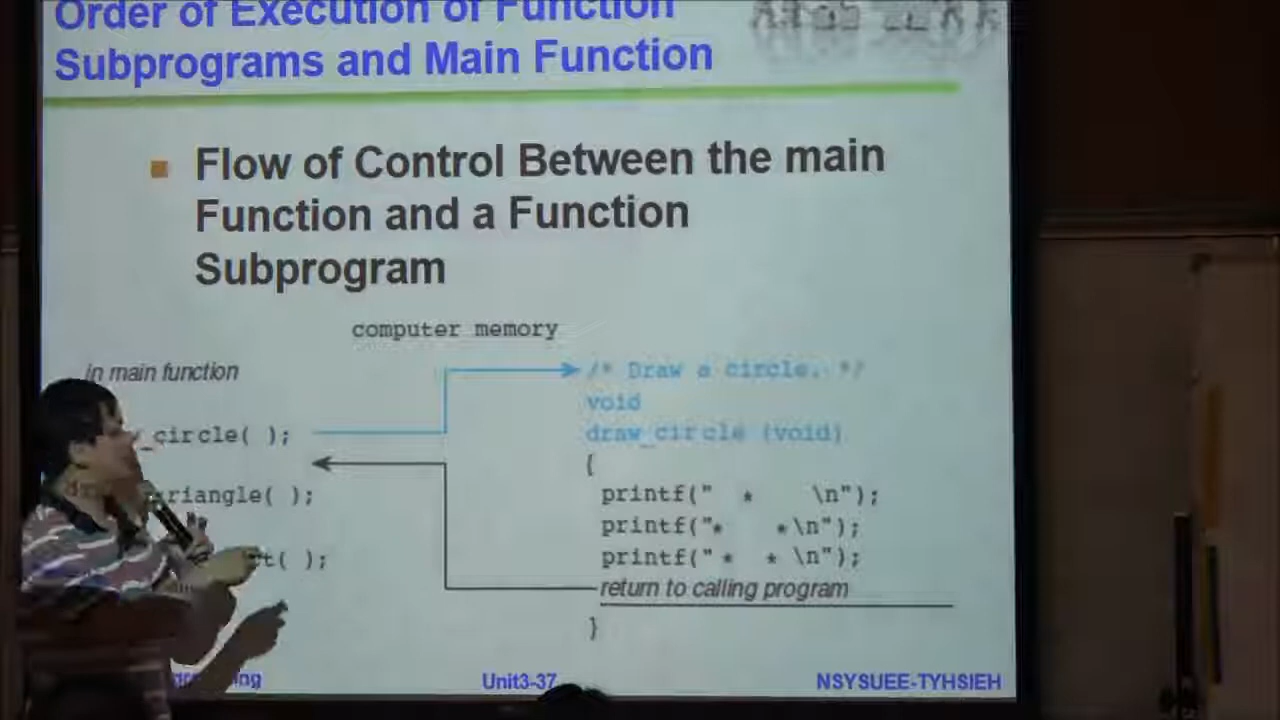 Order of Execution of Function
Subprograms and Main Function
Flow of Control Between the main
Function and a Function
Subprogram
computer memory
in main function
/* Draw a circle. */
void
_circle( );
draw_circle (void)
{
riangle( );
printf(" * \n");
printf("* *\n");
t( );
printf(" * * \n");
return to calling program
}
Unit3-37
NSYSUEE-TYHSIEH